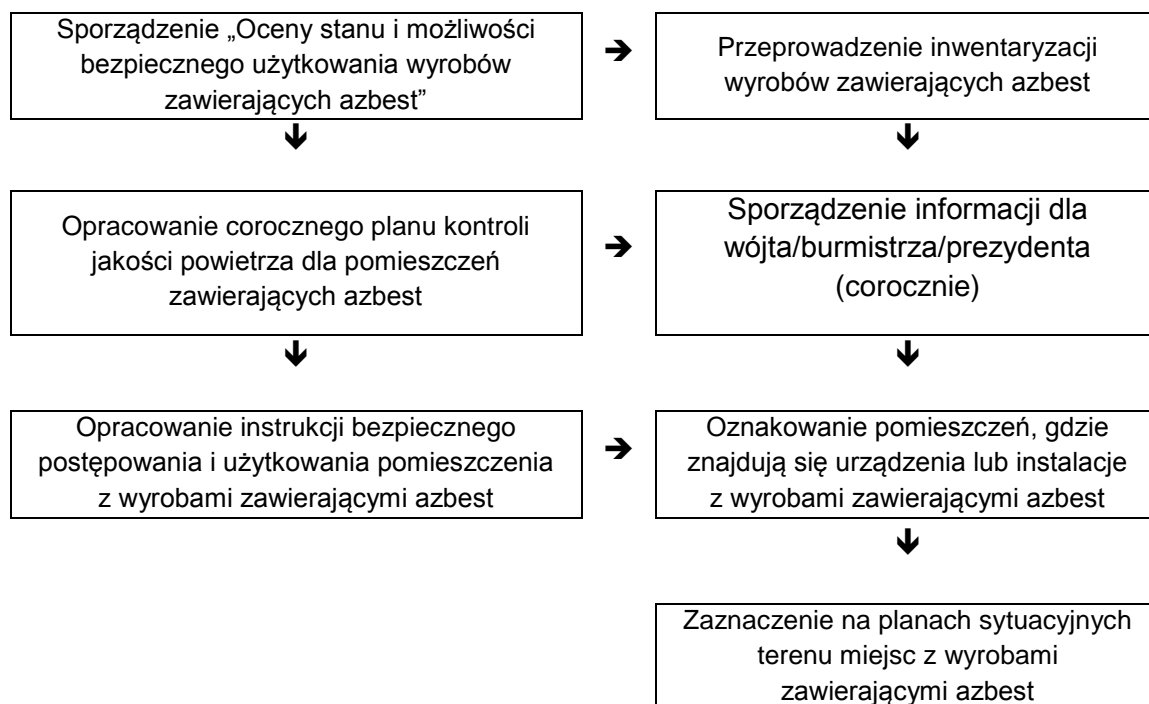 Sporządzenie „Oceny stanu i możliwości
bezpiecznego użytkowania wyrobów
zawierających azbest”
Przeprowadzenie inwentaryzacji
wyrobów zawierających azbest
Opracowanie corocznego planu kontroli
jakości powietrza dla pomieszczeń
zawierających azbest
Sporządzenie informacji dla
wójta/burmistrza/prezydenta
(corocznie)
Opracowanie instrukcji bezpiecznego
postępowania i użytkowania pomieszczenia
z wyrobami zawierającymi azbest
Oznakowanie pomieszczeń, gdzie
znajdują się urządzenia lub instalacje
z wyrobami zawierającymi azbest
Zaznaczenie na planach sytuacyjnych
terenu miejsc z wyrobami
zawierającymi azbest